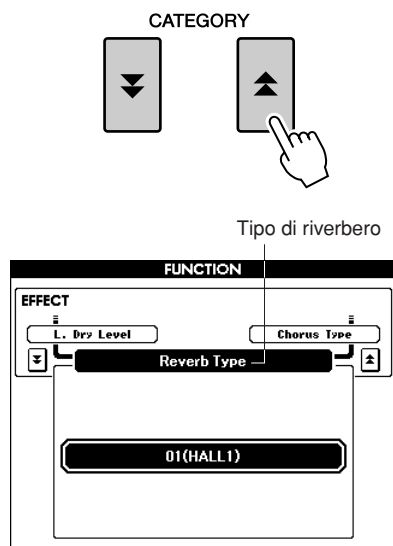 CATEGORY
Tipo di riverbero
FUNCTION
EFFECT
L. Dry Level
Chorus Type
Reverb Type
01(HALL1)